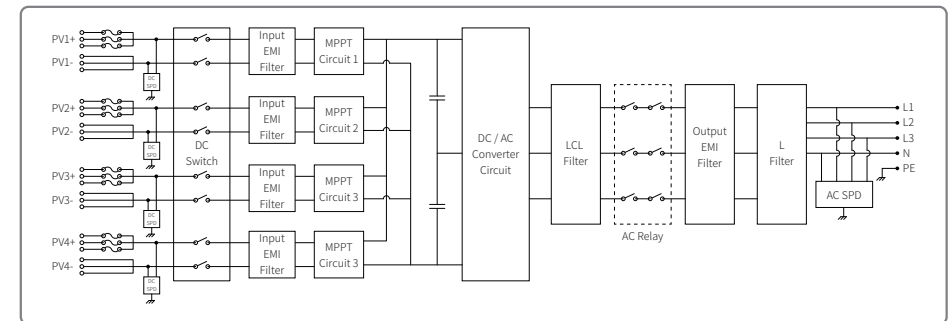 PV1+
PV1-
DC
SPD
PV2+
PV2-
DC
SPD
PV3+
PV3-
DC
SPD
PV4+
PV4-
DC
SPD
DC
Switch
Input
EMI
Filter
Input
EMI
Filter
Input
EMI
Filter
Input
EMI
Filter
MPPT
Circuit 1
MPPT
Circuit 2
MPPT
Circuit 3
MPPT
Circuit 3
DC / AC
Converter
Circuit
LCL
Filter
AC Relay
Output
EMI
Filter
L
Filter
L1
L2
L3
N
PE
AC SPD